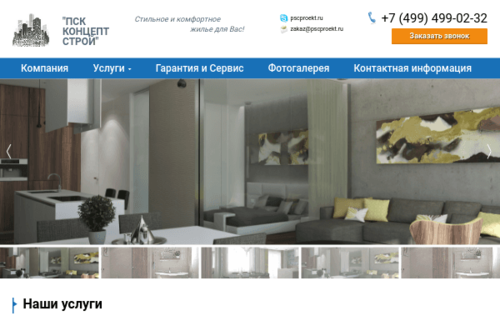 "ПСК
КОНЦЕПТ
СТРОЙ"
Стильное и комфортное
жилье для Вас!
pscproekt.ru
zakaz@pscproekt.ru
+7 (499) 499-02-32
Заказать звонок
Компания Услуги Гарантия и Сервис Фотогалерея Контактная информация
Наши услуги